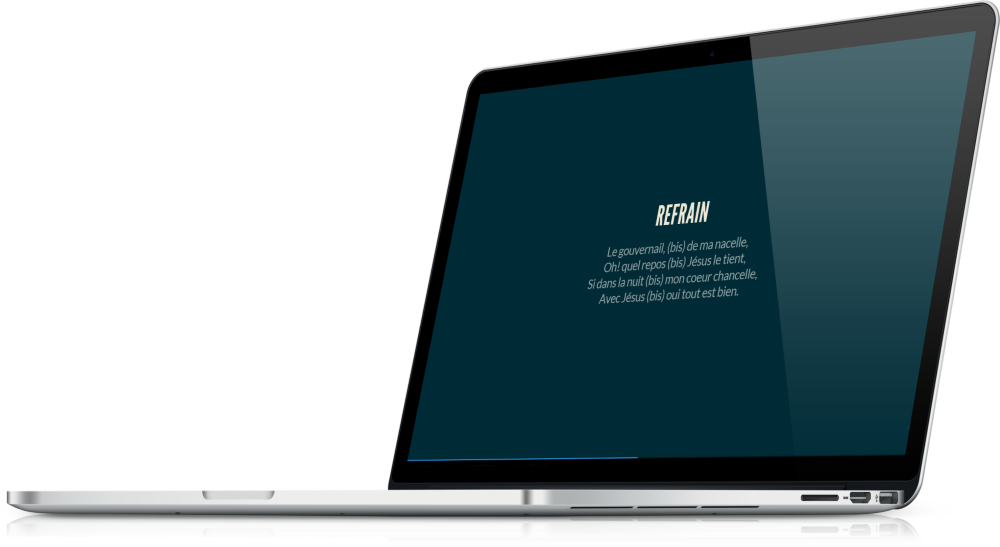 REFRAIN
Le gouvernail, (bis) de ma nacelle,
Oh! quel repos (bis) Jésus le tient,
Si dans la nuit (bis) mon coeur chancelle,
Avec Jésus (bis) oui tout est bien.